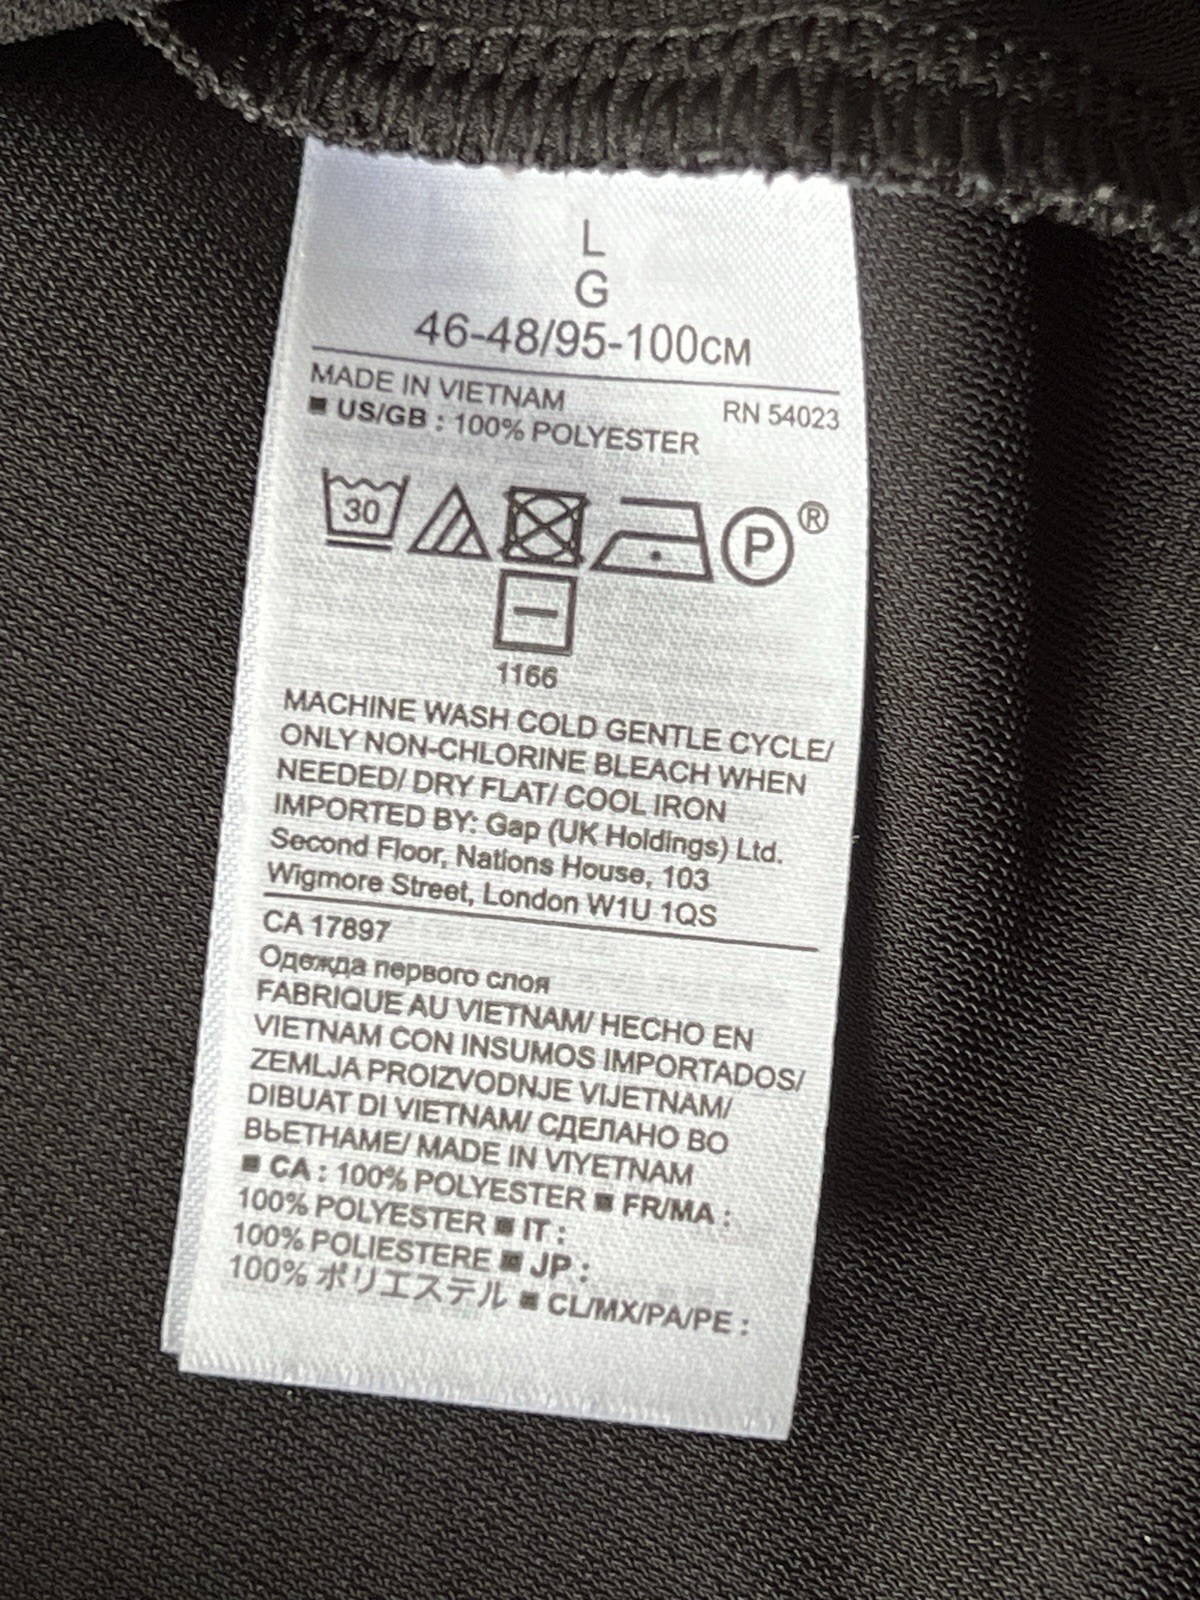 L
G
46-48/95-100CM
MADE IN VIETNAM
RN 54023
■ US/GB : 100% POLYESTER
30
P ®
1166
MACHINE WASH COLD GENTLE CYCLE/
ONLY NON-CHLORINE BLEACH WHEN
NEEDED/ DRY FLAT/ COOL IRON
IMPORTED BY: Gap (UK Holdings) Ltd.
Second Floor, Nations House, 103
Wigmore Street, London W1U 1QS
CA 17897
Одежда первого слоя
FABRIQUE AU VIETNAM/ HECHO EN
VIETNAM CON INSUMOS IMPORTADOS/
ZEMLJA PROIZVODNJE VIJETNAM/
DIBUAT DI VIETNAM/ СДЕЛАНО ВО
ВЬЕТНАМЕ/ MADE IN VIYETNAM
■ CA : 100% POLYESTER ■ FR/MA :
100% POLYESTER ■ IT :
100% POLIESTERE ■ JP :
100% ポリエステル ■ CL/MX/PA/PE :